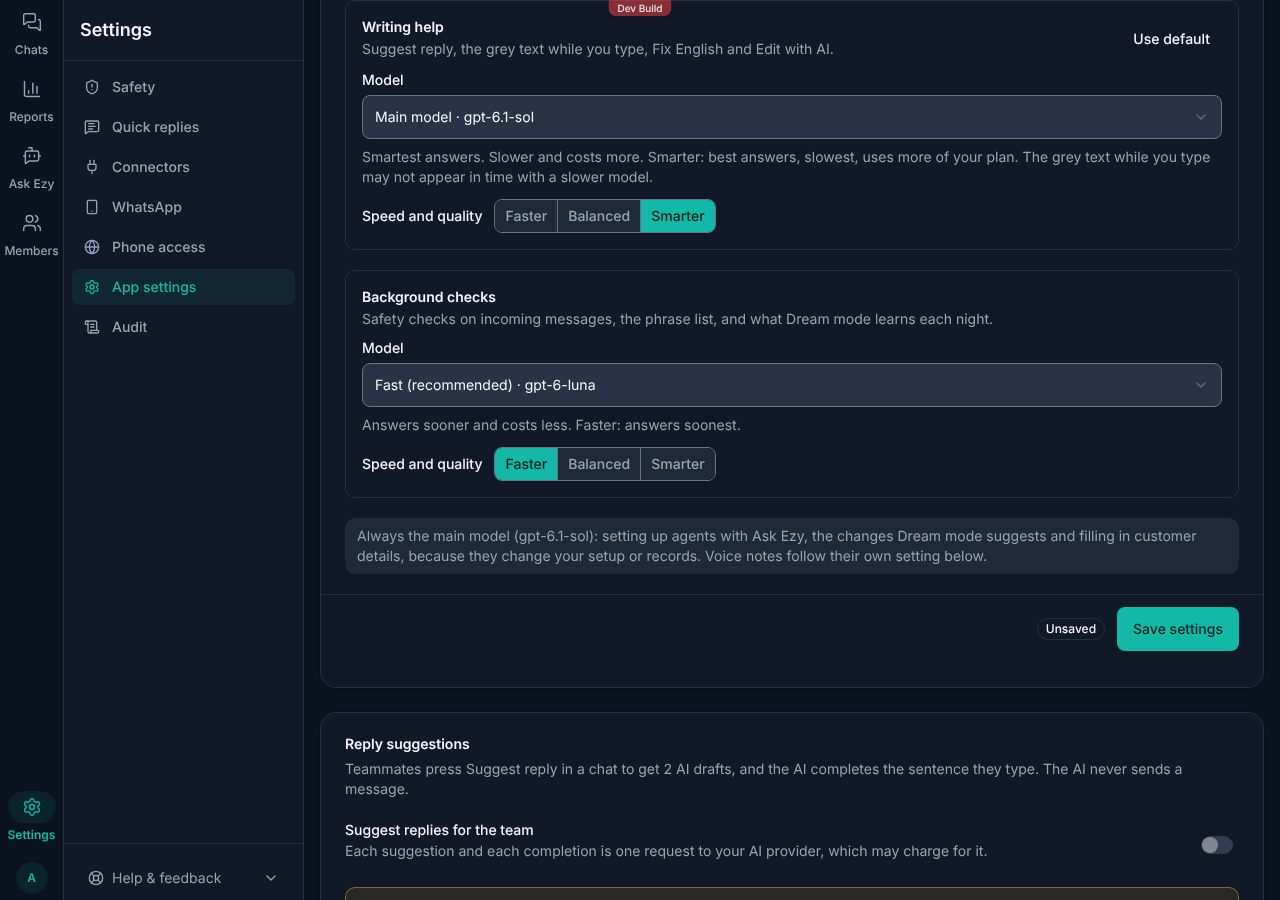 Dev Build
Chats
Reports
Ask Ezy
Members
Settings
A
Settings
Safety
Quick replies
Connectors
WhatsApp
Phone access
App settings
Audit
Help & feedback
Writing help
Suggest reply, the grey text while you type, Fix English and Edit with AI.
Use default
Model
Main model · gpt-6.1-sol
Smartest answers. Slower and costs more. Smarter: best answers, slowest, uses more of your plan. The grey text while you type
may not appear in time with a slower model.
Speed and quality
Faster
Balanced
Smarter
Background checks
Safety checks on incoming messages, the phrase list, and what Dream mode learns each night.
Model
Fast (recommended) · gpt-6-luna
Answers sooner and costs less. Faster: answers soonest.
Speed and quality
Faster
Balanced
Smarter
Always the main model (gpt-6.1-sol): setting up agents with Ask Ezy, the changes Dream mode suggests and filling in customer
details, because they change your setup or records. Voice notes follow their own setting below.
Unsaved
Save settings
Reply suggestions
Teammates press Suggest reply in a chat to get 2 AI drafts, and the AI completes the sentence they type. The AI never sends a
message.
Suggest replies for the team
Each suggestion and each completion is one request to your AI provider, which may charge for it.